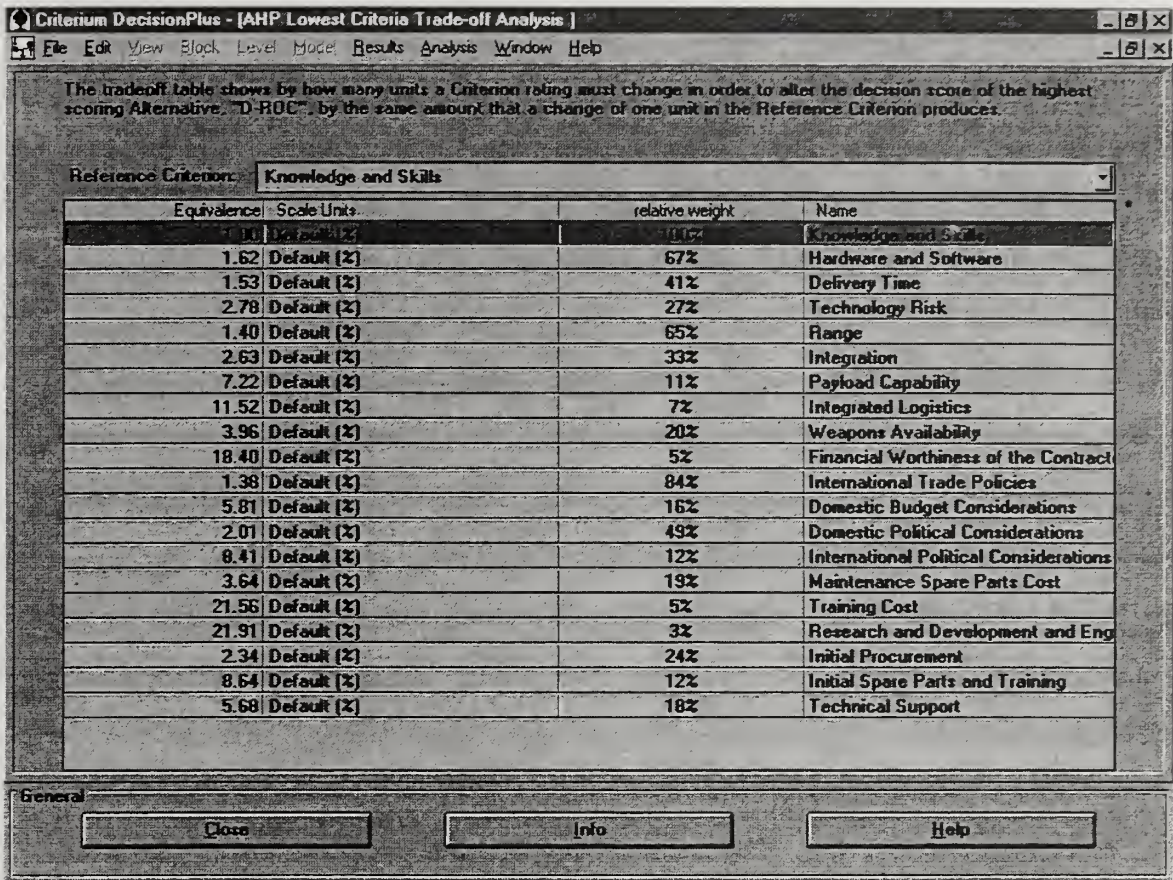 Criterium DecisionPlus - [AHP Lowest Criteria Trade-off Analysis ]
File Edit View Block Level Model Results Analysis Window Help
The tradeoff table shows by how many units a Criterion rating must change in order to alter the decision score of the highest
scoring Alternative, "D-ROC", by the same amount that a change of one unit in the Reference Criterion produces.
Reference Criterion: Knowledge and Skills
Equivalence Scale Units relative weight Name
1.00 Default (%) 100% Knowledge and Skills
1.62 Default (%) 67% Hardware and Software
1.53 Default (%) 41% Delivery Time
2.78 Default (%) 27% Technology Risk
1.40 Default (%) 65% Range
2.63 Default (%) 33% Integration
7.22 Default (%) 11% Payload Capability
11.52 Default (%) 7% Integrated Logistics
3.96 Default (%) 20% Weapons Availability
18.40 Default (%) 5% Financial Worthiness of the Contract
1.38 Default (%) 84% International Trade Policies
5.81 Default (%) 16% Domestic Budget Considerations
2.01 Default (%) 49% Domestic Political Considerations
8.41 Default (%) 12% International Political Considerations
3.64 Default (%) 19% Maintenance Spare Parts Cost
21.56 Default (%) 5% Training Cost
21.91 Default (%) 3% Research and Development and Eng
2.34 Default (%) 24% Initial Procurement
8.64 Default (%) 12% Initial Spare Parts and Training
5.68 Default (%) 18% Technical Support
General
Close Info Help